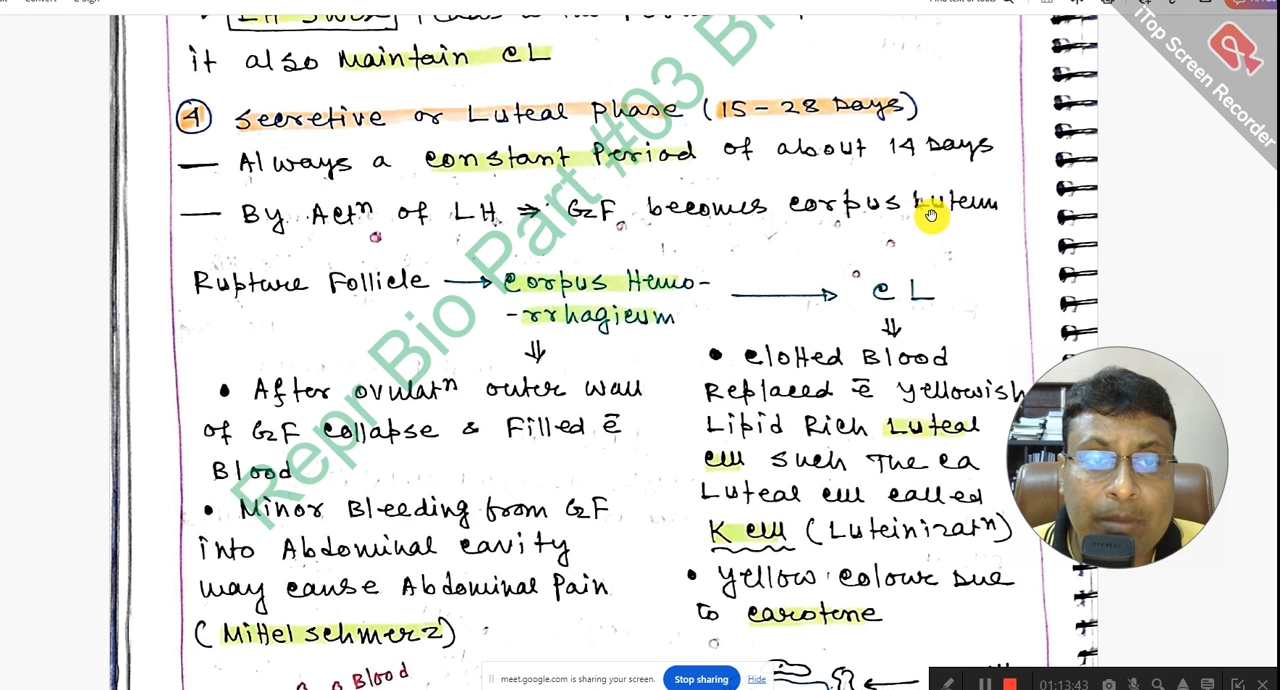 it also Maintain CL
④ Secretive or Luteal Phase (15-28 Days)
— Always a constant Period of about 14 Days
— By Actⁿ of LH ⇒ GF becomes corpus Luteum
Rupture Follicle → Corpus Hemo- → CL
-rrhagicum
• After ovulatⁿ outer wall
of GF collapse & Filled c̄
Blood
• Minor Bleeding from GF
into Abdominal cavity
may cause Abdominal Pain
(Mittel schmerz)
• Clotted Blood
Replaced c̄ yellowish
Lipid Rich Luteal
cell such The ca
Luteal cell called
K cell (Luteinizatⁿ)
• Yellow colour Due
to carotene
Blood
Repr Bio Part #03 Bi
iTop Screen Recorder
meet.google.com is sharing your screen.
Stop sharing
Hide
01:13:43